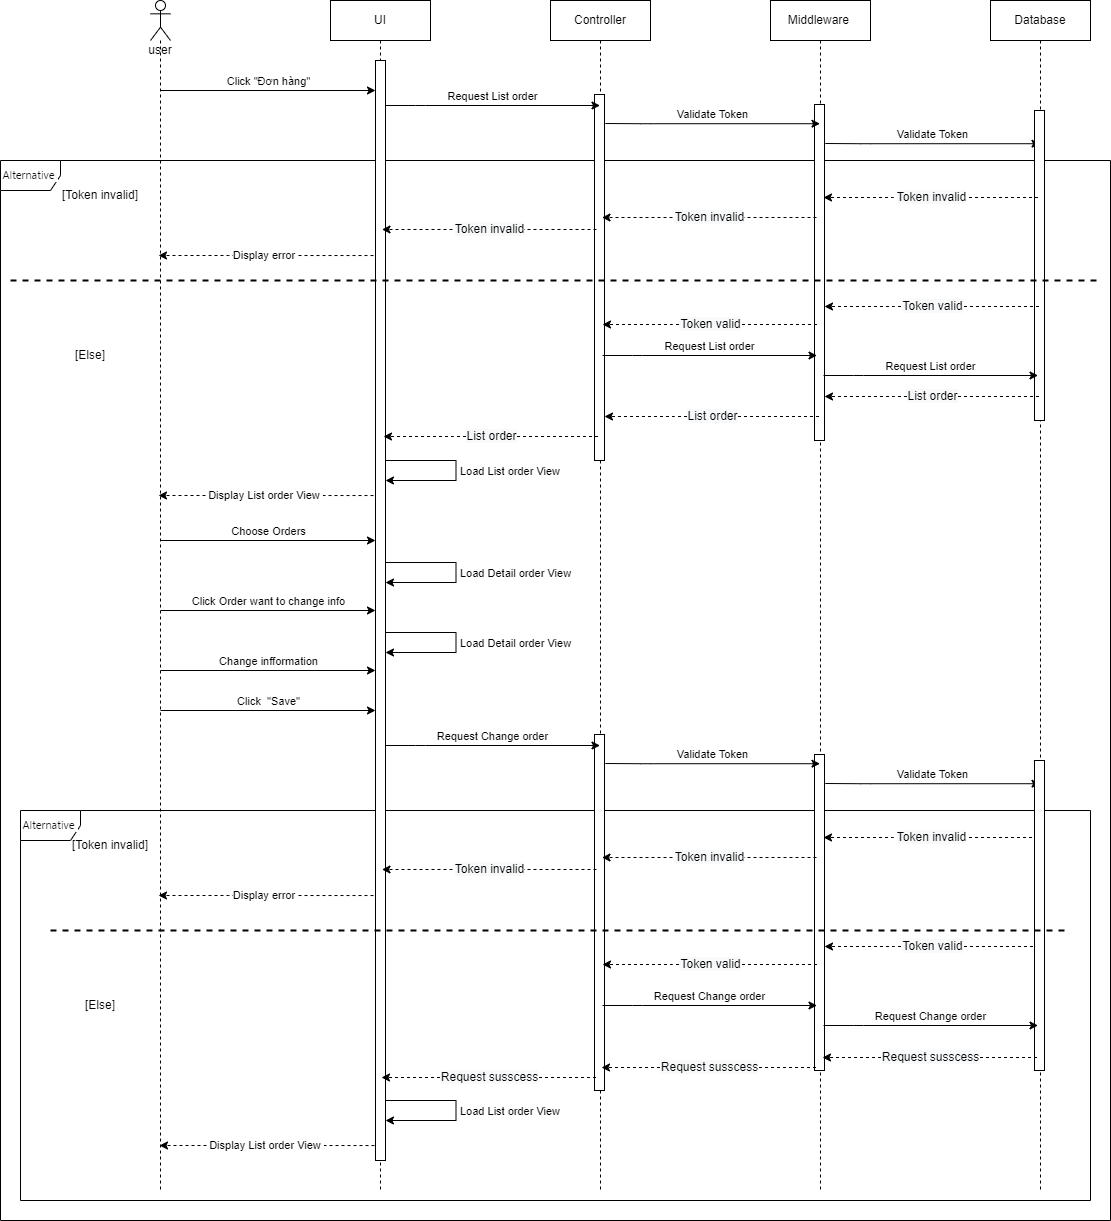 user
UI
Controller
Middleware
Database
Click "Đơn hàng"
Request List order
Validate Token
Validate Token
Alternative
[Token invalid]
Token invalid
Token invalid
Token invalid
Display error
Token valid
Token valid
[Else]
Request List order
Request List order
List order
List order
List order
Load List order View
Display List order View
Choose Orders
Load Detail order View
Click Order want to change info
Load Detail order View
Change infformation
Click "Save"
Request Change order
Validate Token
Validate Token
Alternative
[Token invalid]
Token invalid
Token invalid
Token invalid
Display error
Token valid
Token valid
[Else]
Request Change order
Request Change order
Request susscess
Request susscess
Request susscess
Load List order View
Display List order View